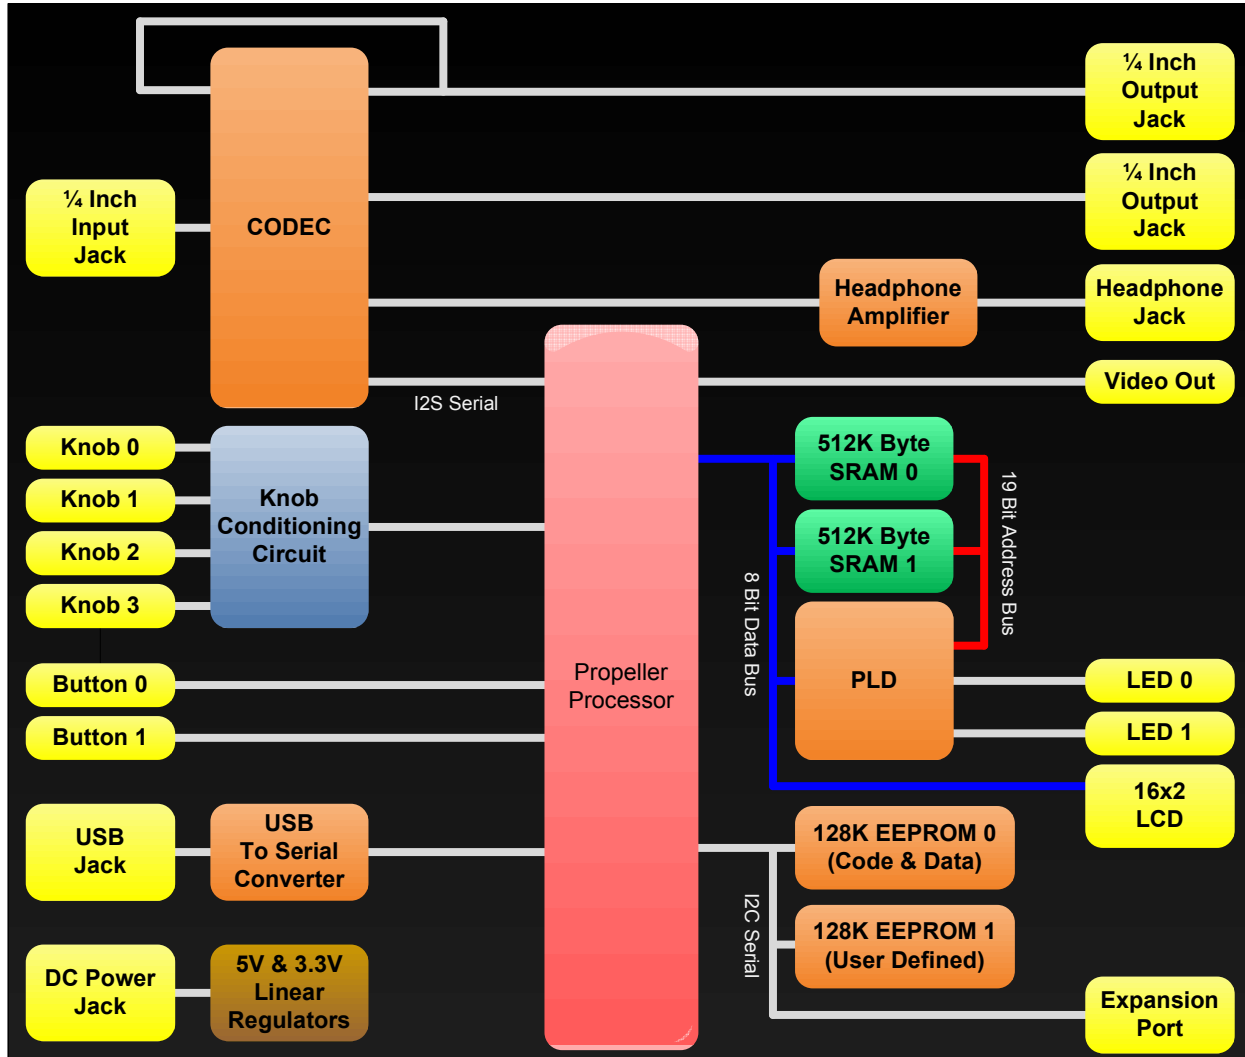 ¼ Inch
Output
Jack
¼ Inch
Output
Jack
¼ Inch
Input
Jack
CODEC
Headphone
Amplifier
Headphone
Jack
Video Out
I2S Serial
Knob 0
Knob 1
Knob 2
Knob 3
Knob
Conditioning
Circuit
512K Byte
SRAM 0
512K Byte
SRAM 1
19 Bit Address Bus
8 Bit Data Bus
Propeller
Processor
PLD
Button 0
Button 1
LED 0
LED 1
16x2
LCD
USB
Jack
USB
To Serial
Converter
128K EEPROM 0
(Code & Data)
I2C Serial
128K EEPROM 1
(User Defined)
DC Power
Jack
5V & 3.3V
Linear
Regulators
Expansion
Port